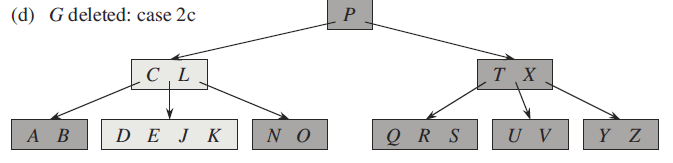 (d) G deleted: case 2c
P
C L
T X
A B
D E J K
N O
Q R S
U V
Y Z